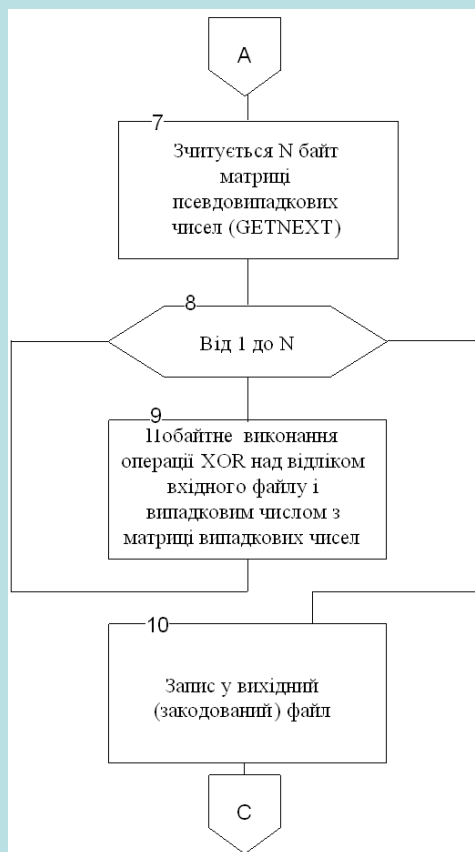 A
7
Зчитується N байт
матриці
псевдовипадкових
чисел (GETNEXT)
8
Від 1 до N
9
Побайтне виконання
операції XOR над відліком
вхідного файлу і
випадковим числом з
матриці випадкових чисел
10
Запис у вихідний
(закодований) файл
C